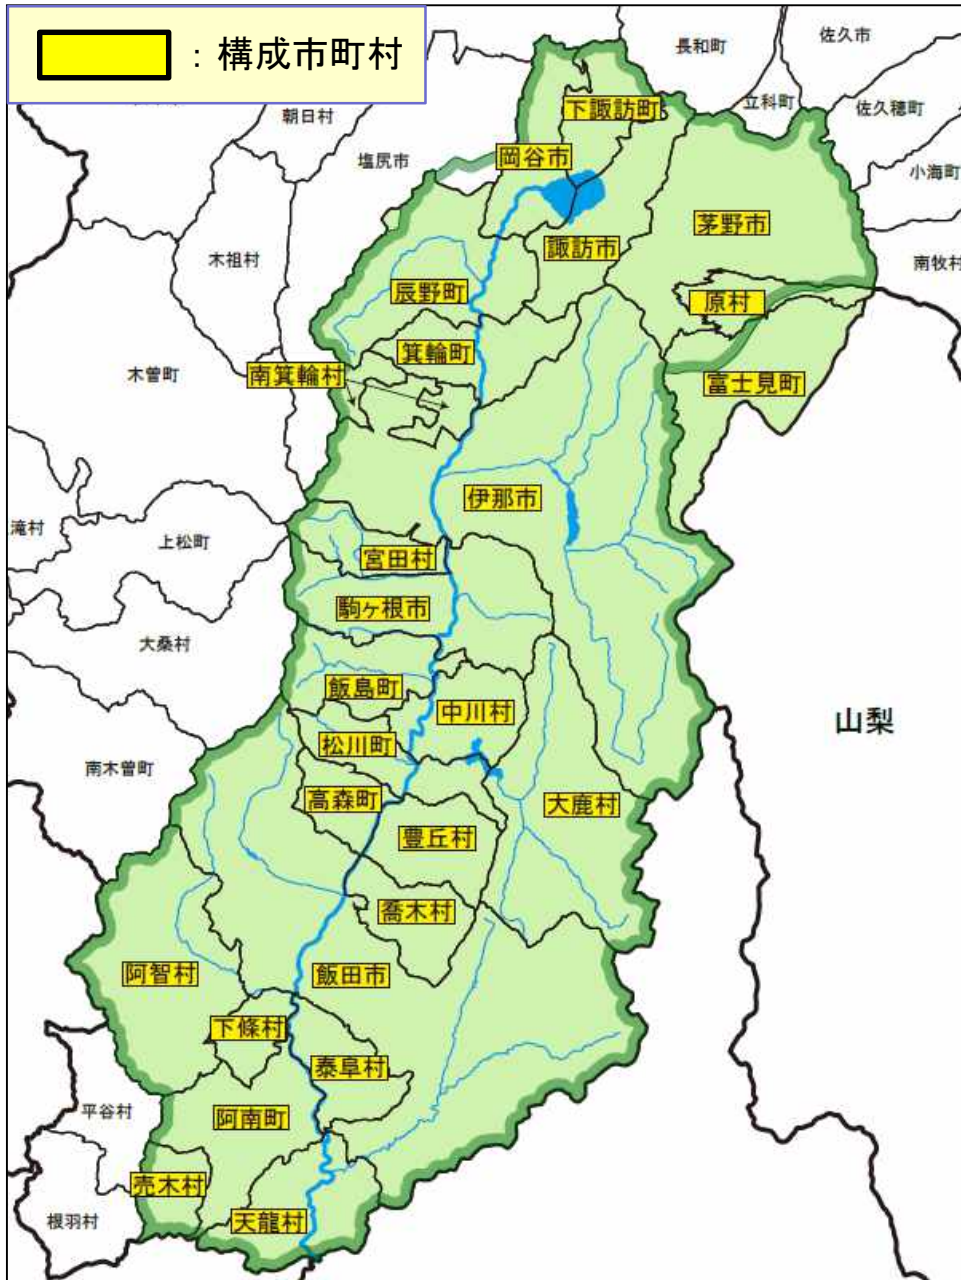 ：構成市町村
長和町
佐久市
立科町
佐久穂町
小海町
南牧村
朝日村
塩尻市
下諏訪町
岡谷市
諏訪市
茅野市
原村
富士見町
木祖村
辰野町
箕輪町
南箕輪村
木曽町
伊那市
滝村
上松町
宮田村
駒ヶ根市
大桑村
飯島町
中川村
松川町
南木曽町
高森町
大鹿村
山梨
豊丘村
喬木村
阿智村
飯田市
下條村
泰阜村
平谷村
阿南町
売木村
根羽村
天龍村